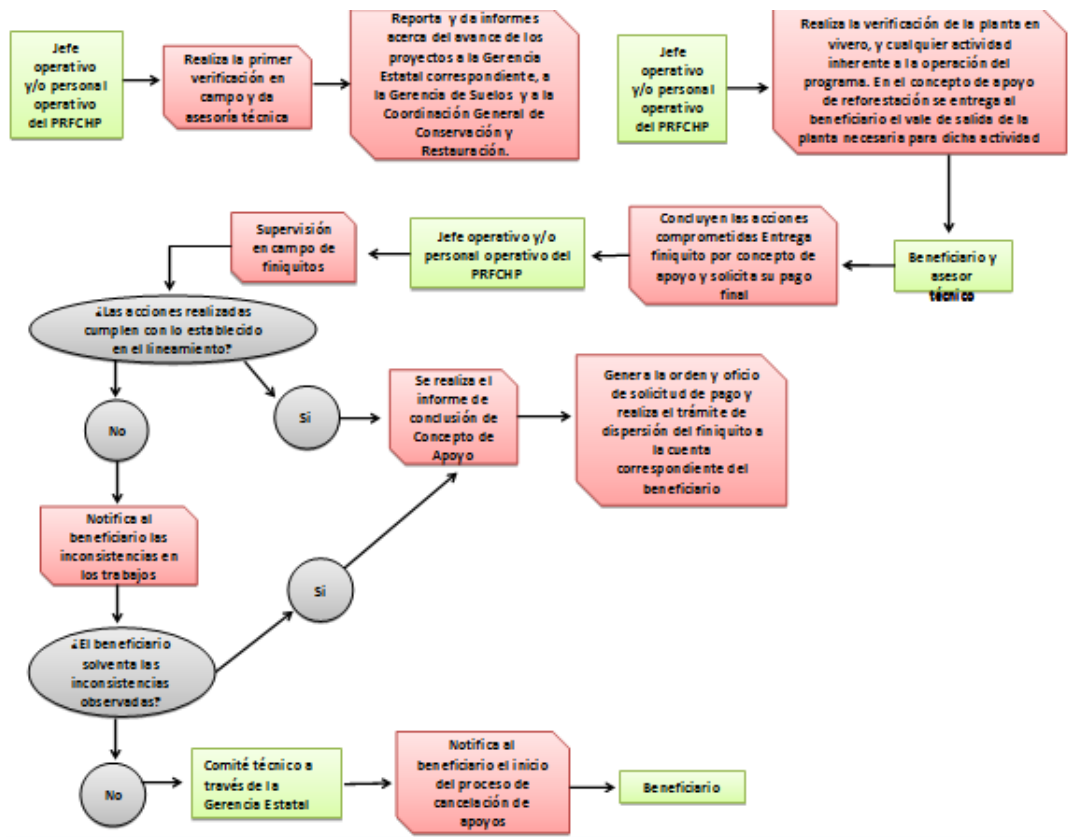 Jefe
operativo
y/o personal
operativo
del PRFCHP
Realiza la primer
verificación en
campo y da
asesoría técnica
Reporta y da informes
acerca del avance de los
proyectos a la Gerencia
Estatal correspondiente, a
la Gerencia de Suelos y a la
Coordinación General de
Conservación y
Restauración.
Jefe
operativo
y/o personal
operativo
del PRFCHP
Realiza la verificación de la planta en
vivero, y cualquier actividad
inherente a la operación del
programa. En el concepto de apoyo
de reforestación se entrega al
beneficiario el vale de salida de la
planta necesaria para dicha actividad
Supervisión
en campo de
finiquitos
Jefe operativo y/o
personal operativo del
PRFCHP
Concluyen las acciones
comprometidas Entrega
finiquito por concepto de
apoyo y solicita su pago
final
Beneficiario y
asesor
técnico
¿Las acciones realizadas
cumplen con lo establecido
en el lineamiento?
No
Si
Se realiza el
informe de
conclusión de
Concepto de
Apoyo
Genera la orden y oficio
de solicitud de pago y
realiza el trámite de
dispersión del finiquito a
la cuenta
correspondiente del
beneficiario
Notifica al
beneficiario las
inconsistencias en
los trabajos
Si
¿El beneficiario
solventa las
inconsistencias
observadas?
No
Comité técnico a
través de la
Gerencia Estatal
Notifica al
beneficiario el inicio
del proceso de
cancelación de
apoyos
Beneficiario